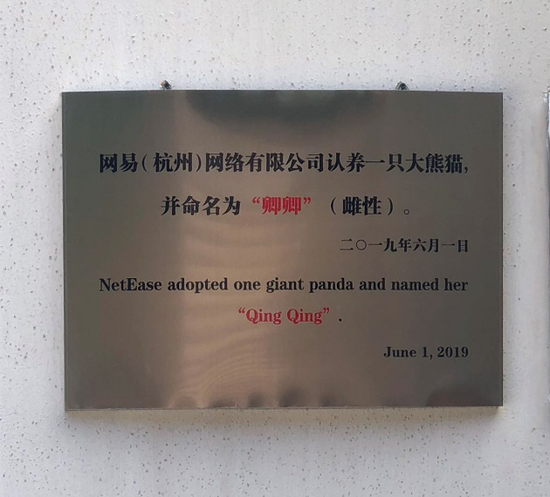 网易(杭州)网络有限公司认养一只大熊猫,
并命名为“卿卿”(雌性)。
二〇一九年六月一日
NetEase adopted one giant panda and named her
“Qing Qing”.
June 1, 2019